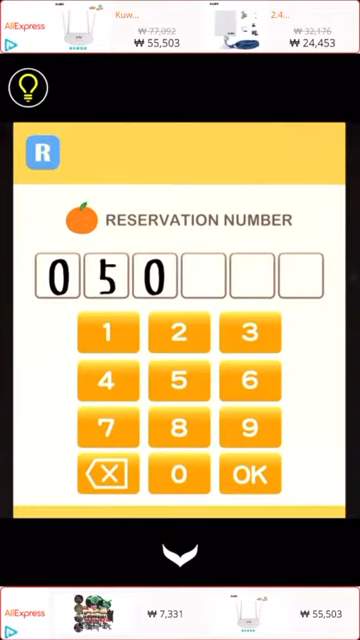 AliExpress
Kuw...
₩ 77,092
₩ 55,503
2.4...
₩ 32,176
₩ 24,453
R
RESERVATION NUMBER
0 5 0
1 2 3
4 5 6
7 8 9
0 OK
AliExpress
₩ 7,331
₩ 55,503